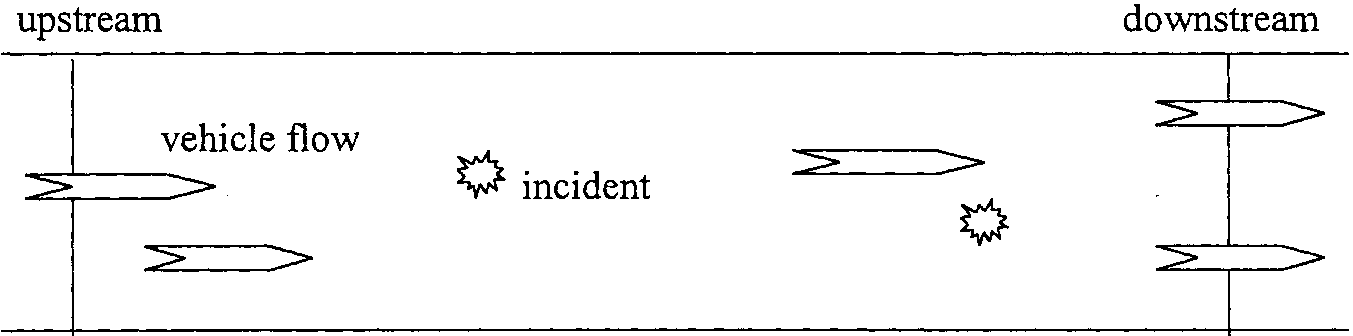 upstream
downstream
vehicle flow
incident